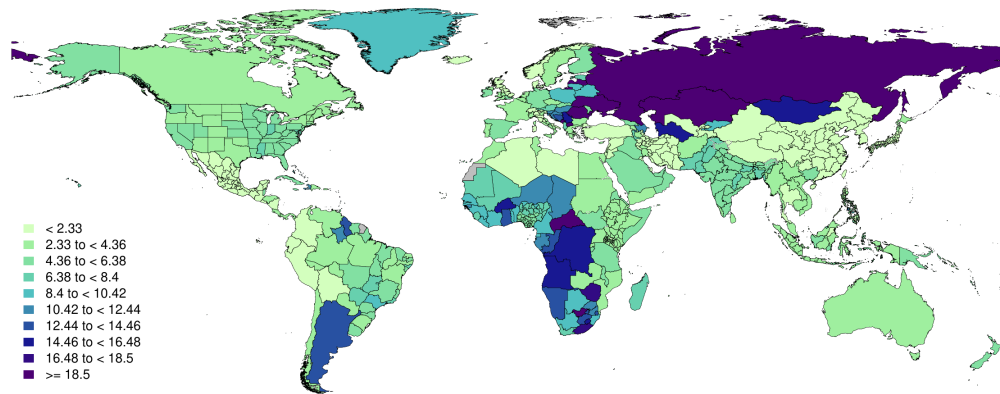 < 2.33
2.33 to < 4.36
4.36 to < 6.38
6.38 to < 8.4
8.4 to < 10.42
10.42 to < 12.44
12.44 to < 14.46
14.46 to < 16.48
16.48 to < 18.5
>= 18.5